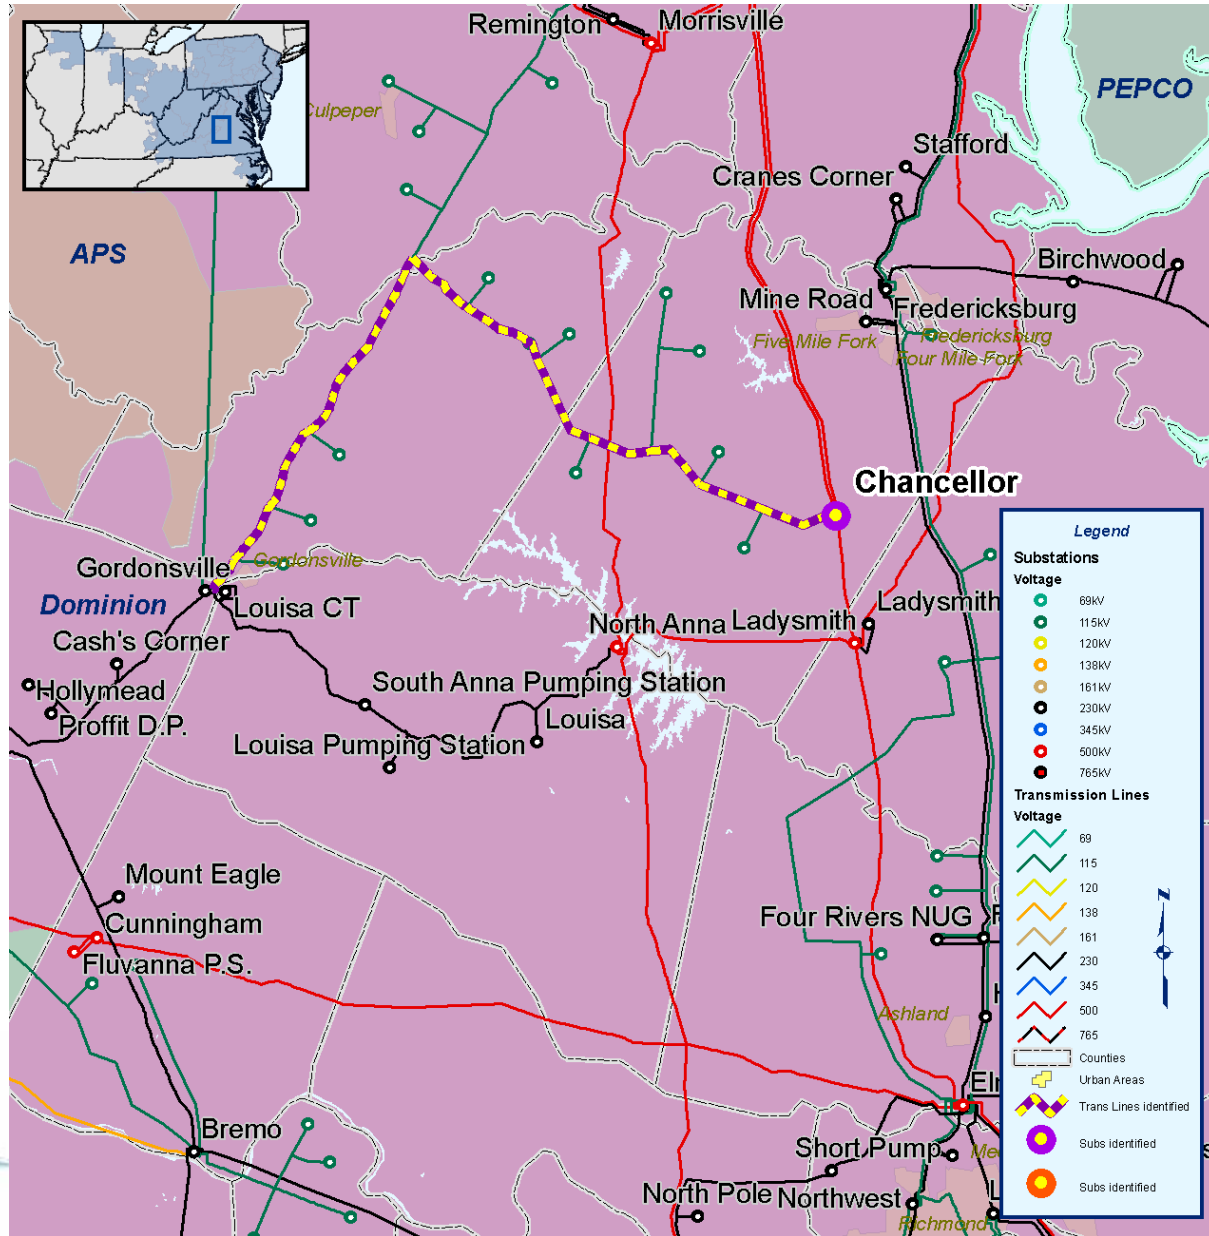 Remington
Morrisville
PEPCO
Culpeper
Stafford
Cranes Corner
APS
Birchwood
Mine Road
Fredericksburg
Five Mile Fork
Fredericksburg
Four Mile Fork
Chancellor
Gordonsville
Gordonsville
Dominion
Louisa CT
Cash's Corner
North Anna
Ladysmith
Ladysmith
Hollymead
South Anna Pumping Station
Proffit D.P.
Louisa
Louisa Pumping Station
Mount Eagle
Cunningham
Four Rivers NUG
F
Fluvanna P.S.
H
Ashland
Elm
Bremo
Short Pump
Me
s
North Pole
Northwest
L
Richmond
Legend
Substations
Voltage
69kV
115kV
120kV
138kV
161kV
230kV
345kV
500kV
765kV
Transmission Lines
Voltage
69
115
120
138
161
230
345
500
765
Counties
Urban Areas
Trans Lines identified
Subs identified
Subs identified
N